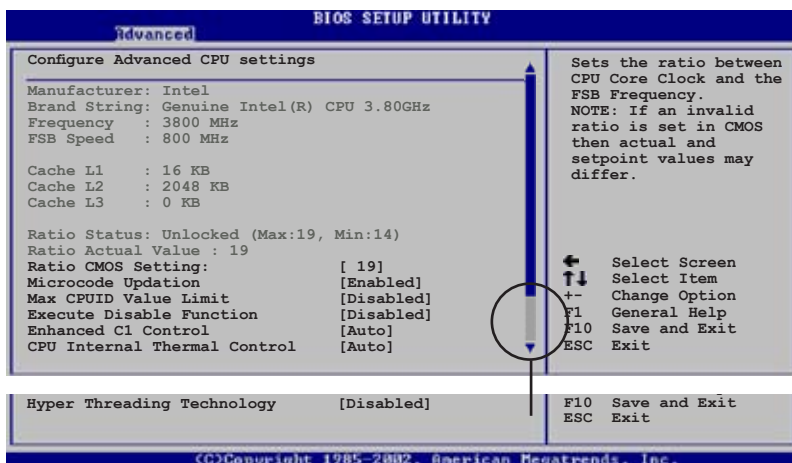 BIOS SETUP UTILITY
Advanced
Configure Advanced CPU settings
Manufacturer: Intel
Brand String: Genuine Intel(R) CPU 3.80GHz
Frequency : 3800 MHz
FSB Speed : 800 MHz
Cache L1 : 16 KB
Cache L2 : 2048 KB
Cache L3 : 0 KB
Ratio Status: Unlocked (Max:19, Min:14)
Ratio Actual Value : 19
Ratio CMOS Setting: [ 19]
Microcode Updation [Enabled]
Max CPUID Value Limit [Disabled]
Execute Disable Function [Disabled]
Enhanced C1 Control [Auto]
CPU Internal Thermal Control [Auto]
Sets the ratio between
CPU Core Clock and the
FSB Frequency.
NOTE: If an invalid
ratio is set in CMOS
then actual and
setpoint values may
differ.
← Select Screen
↑↓ Select Item
+- Change Option
F1 General Help
F10 Save and Exit
ESC Exit
Hyper Threading Technology [Disabled]
F10 Save and Exit
ESC Exit
(C)Copyright 1985-2002, American Megatrends, Inc.